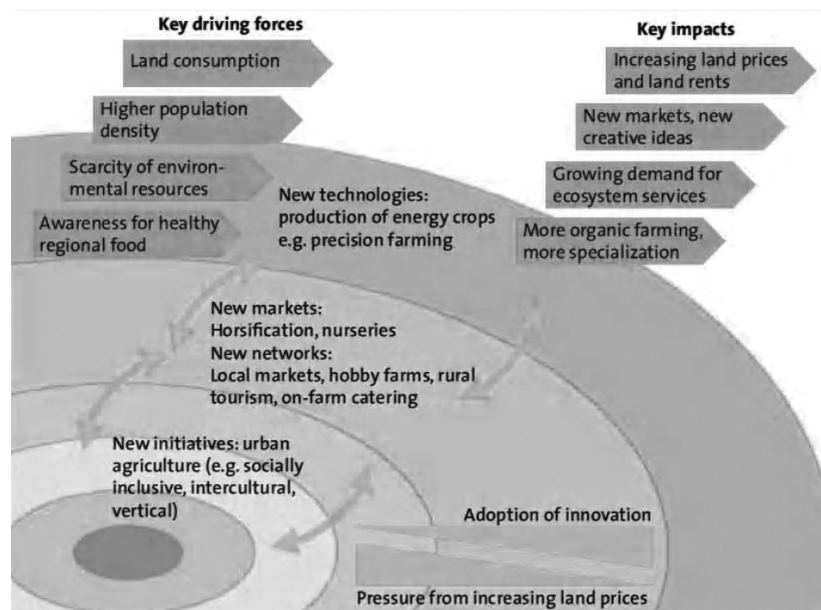 Key driving forces
Land consumption
Higher population
density
Scarcity of environ-
mental resources
Awareness for healthy
regional food
Key impacts
Increasing land prices
and land rents
New markets, new
creative ideas
Growing demand for
ecosystem services
More organic farming,
more specialization
New technologies:
production of energy crops
e.g. precision farming
New markets:
Horsification, nurseries
New networks:
Local markets, hobby farms, rural
tourism, on-farm catering
New initiatives: urban
agriculture (e.g. socially
inclusive, intercultural,
vertical)
Adoption of innovation
Pressure from increasing land prices